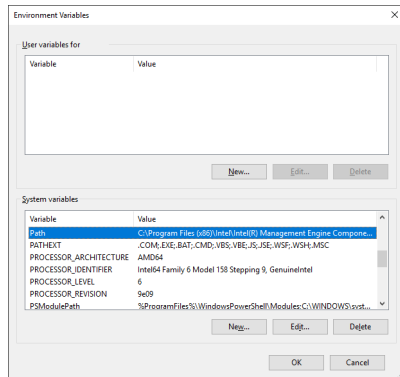 Environment Variables
User variables for
Variable Value
New... Edit... Delete
System variables
Variable Value
Path C:\Program Files (x86)\Intel\Intel(R) Management Engine Compone...
PATHEXT .COM;.EXE;.BAT;.CMD;.VBS;.VBE;.JS;.JSE;.WSF;.WSH;.MSC
PROCESSOR_ARCHITECTURE AMD64
PROCESSOR_IDENTIFIER Intel64 Family 6 Model 158 Stepping 9, GenuineIntel
PROCESSOR_LEVEL 6
PROCESSOR_REVISION 9e09
PSModulePath %ProgramFiles%\WindowsPowerShell\Modules;C:\WINDOWS\syst...
New... Edit... Delete
OK Cancel